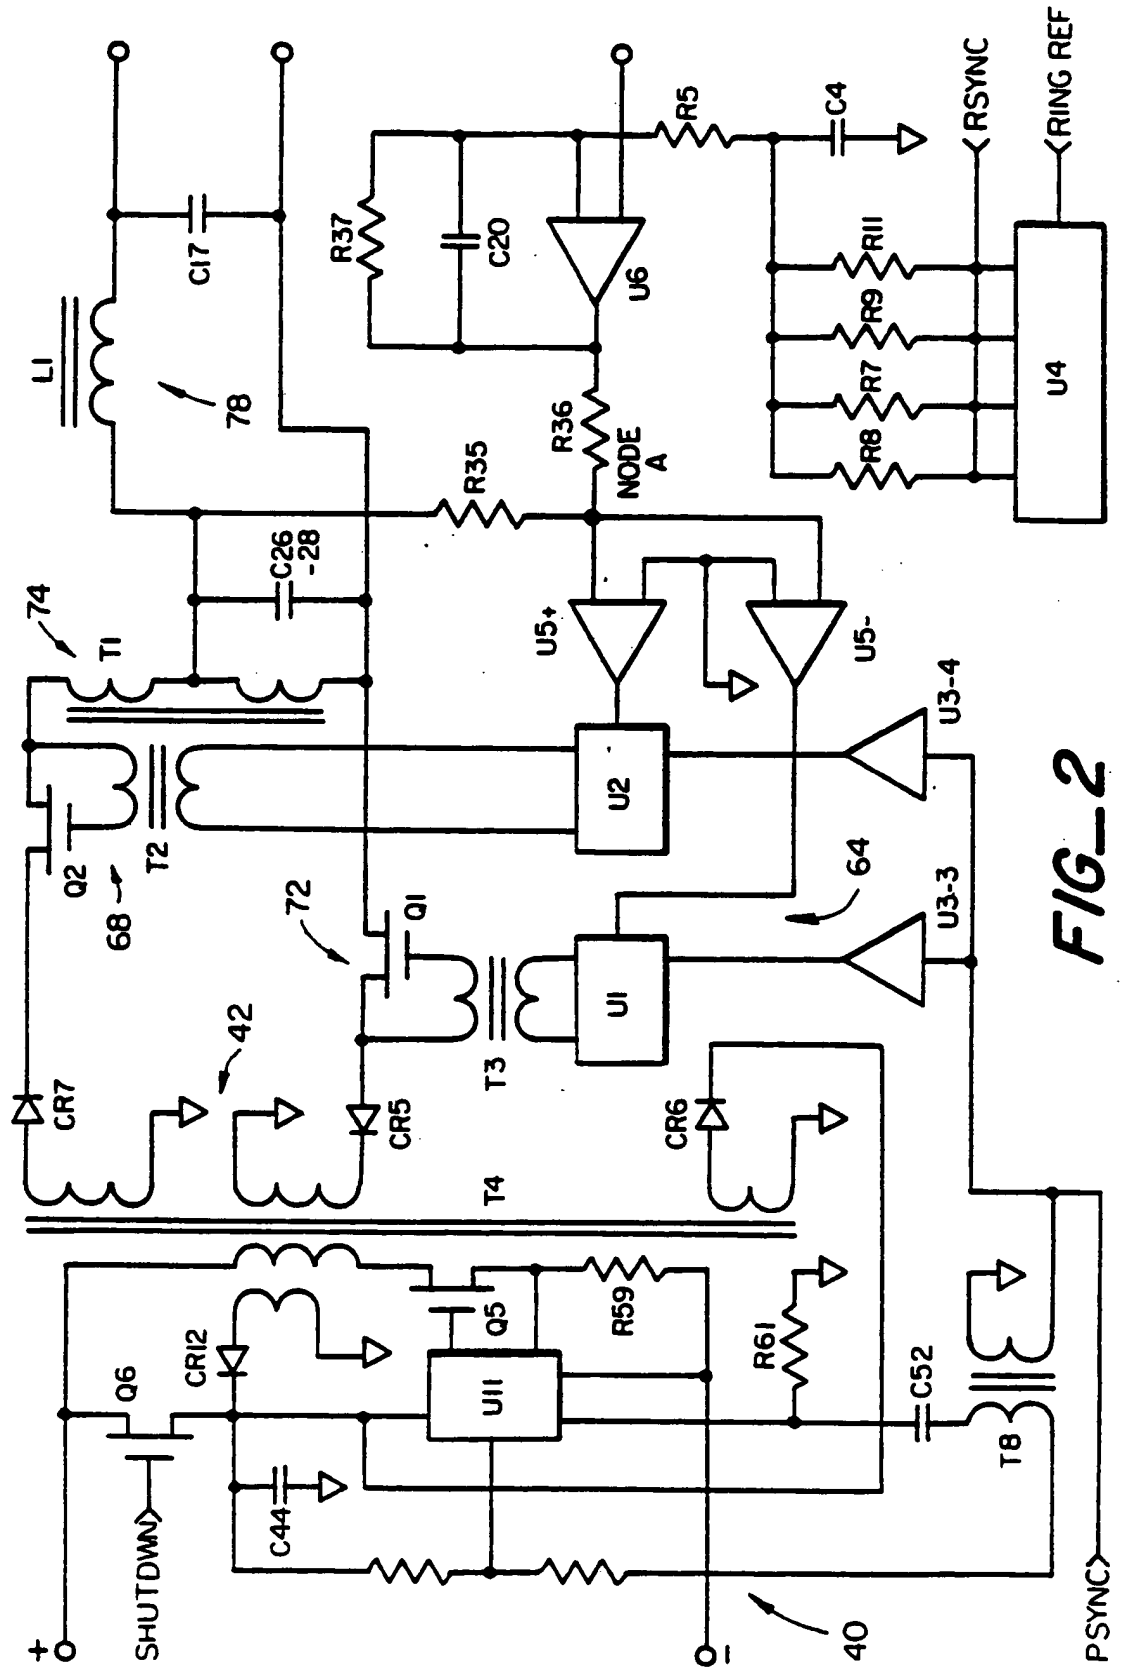 +
SHUTDWN
Q6
CR12
C44
U11
Q5
R59
R61
C52
T8
PSYNC
40
−
T4
CR7
42
CR5
CR6
Q2
68
T2
72
Q1
T3
U1
U2
64
U3-3
U3-4
74
T1
C26
-28
U5+
U5-
L1
78
C17
R35
R36
NODE
A
R37
C20
U6
R5
C4
R8
R7
R9
R11
U4
RSYNC
RING REF
FIG_2